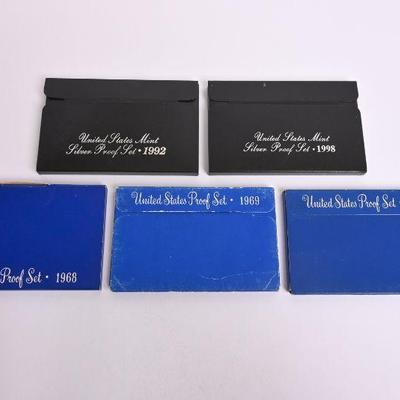 United States Mint
Silver Proof Set • 1992
United States Mint
Silver Proof Set • 1998
Proof Set • 1968
United States Proof Set • 1969
United States Proof Set •